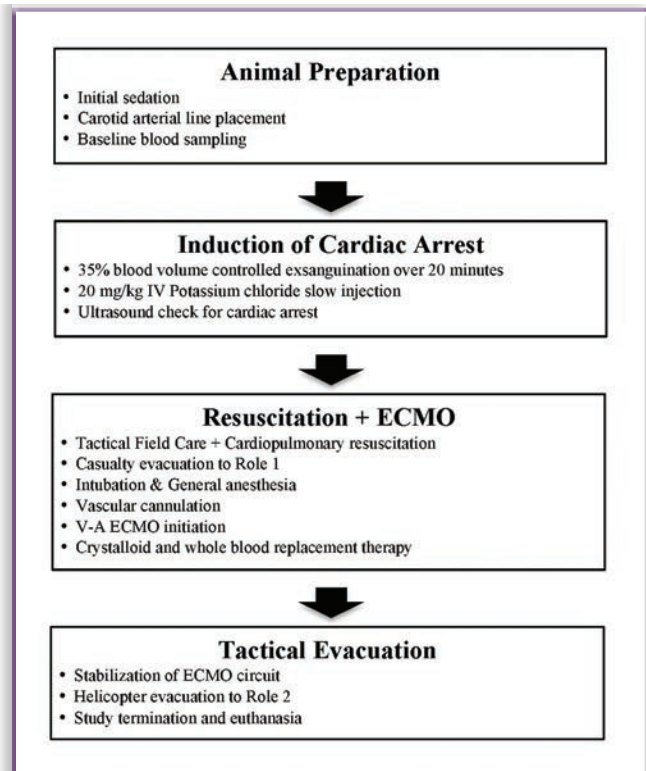 Animal Preparation
• Initial sedation
• Carotid arterial line placement
• Baseline blood sampling
Induction of Cardiac Arrest
• 35% blood volume controlled exsanguination over 20 minutes
• 20 mg/kg IV Potassium chloride slow injection
• Ultrasound check for cardiac arrest
Resuscitation + ECMO
• Tactical Field Care + Cardiopulmonary resuscitation
• Casualty evacuation to Role 1
• Intubation & General anesthesia
• Vascular cannulation
• V-A ECMO initiation
• Crystalloid and whole blood replacement therapy
Tactical Evacuation
• Stabilization of ECMO circuit
• Helicopter evacuation to Role 2
• Study termination and euthanasia